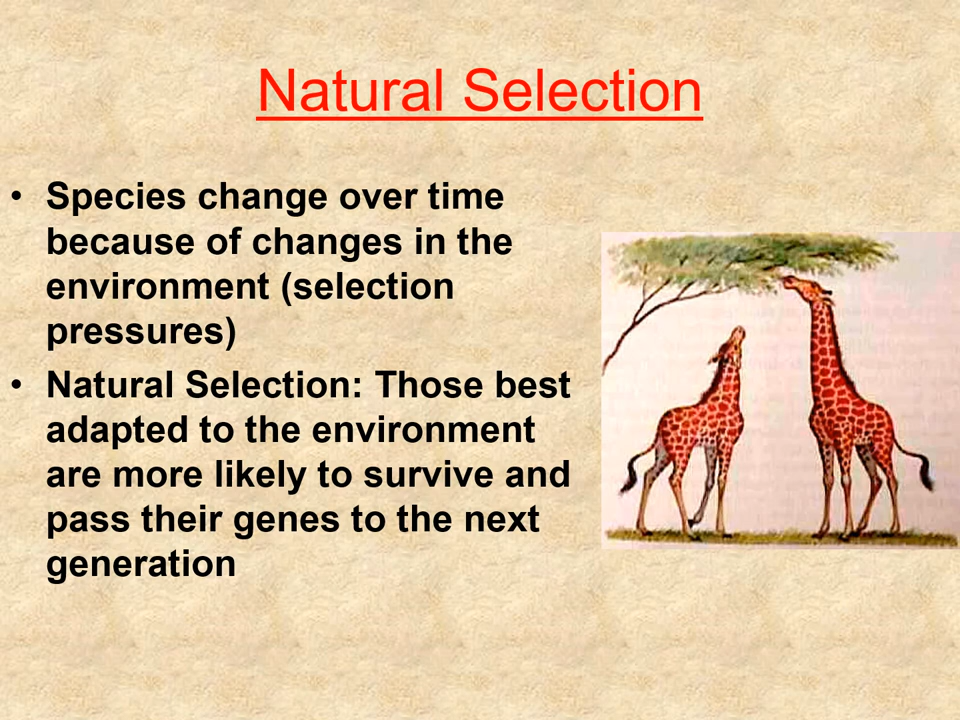 Natural Selection
• Species change over time
because of changes in the
environment (selection
pressures)
• Natural Selection: Those best
adapted to the environment
are more likely to survive and
pass their genes to the next
generation